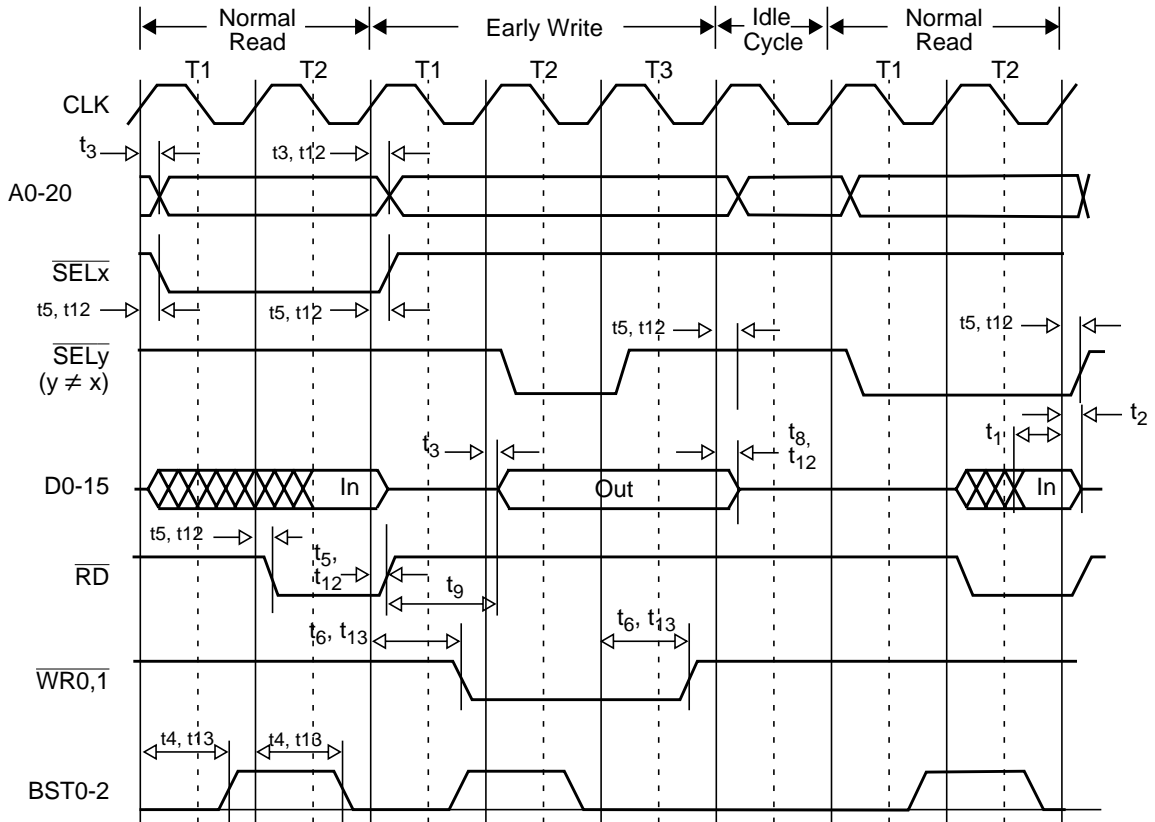 Normal Read
Early Write
Idle Cycle
Normal Read
T1
T2
T1
T2
T3
T1
T2
CLK
t3
t3, t12
A0-20
SELx
t5, t12
t5, t12
t5, t12
t5, t12
SELy
(y ≠ x)
t2
t1
t3
t8, t12
D0-15
In
Out
In
t5, t12
t5, t12
RD
t9
t6, t13
t6, t13
WR0,1
t4, t13
t4, t13
BST0-2